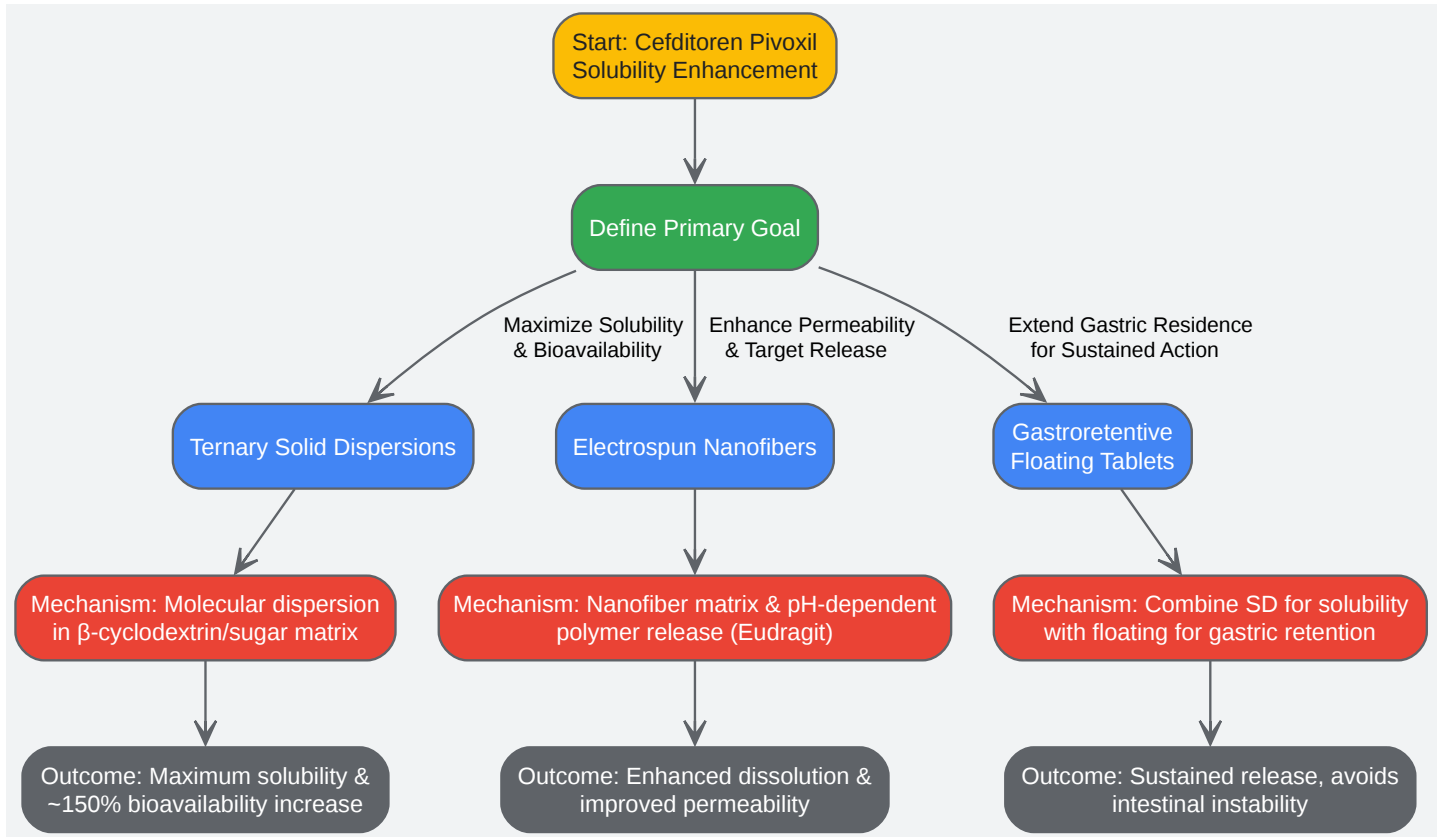 Start: Cefditoren Pivoxil
Solubility Enhancement
Define Primary Goal
Maximize Solubility
& Bioavailability
Enhance Permeability
& Target Release
Extend Gastric Residence
for Sustained Action
Ternary Solid Dispersions
Electrospun Nanofibers
Gastroretentive
Floating Tablets
Mechanism: Molecular dispersion
in β-cyclodextrin/sugar matrix
Mechanism: Nanofiber matrix & pH-dependent
polymer release (Eudragit)
Mechanism: Combine SD for solubility
with floating for gastric retention
Outcome: Maximum solubility &
~150% bioavailability increase
Outcome: Enhanced dissolution &
improved permeability
Outcome: Sustained release, avoids
intestinal instability